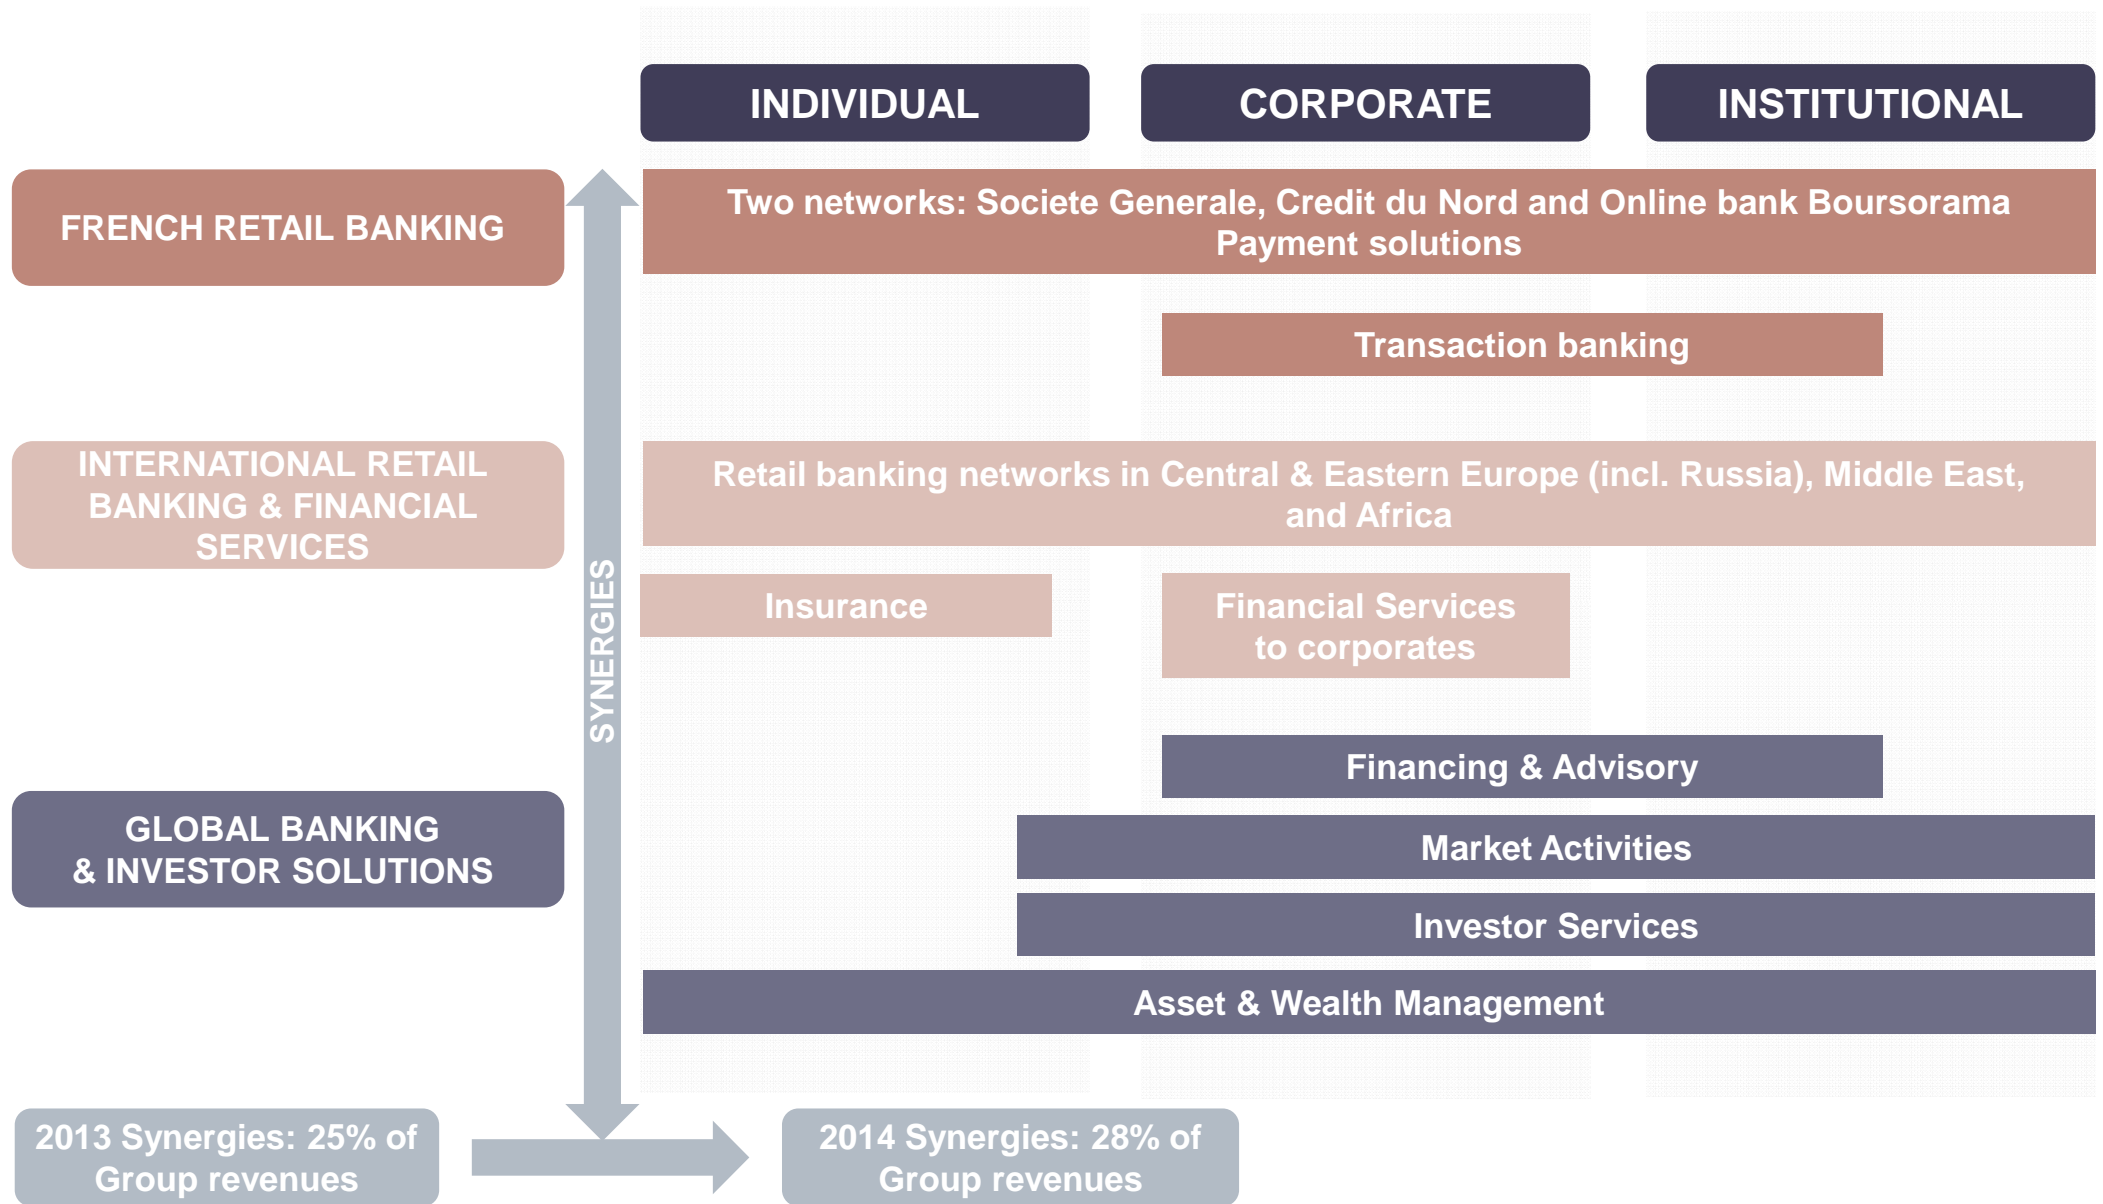 INDIVIDUAL
CORPORATE
INSTITUTIONAL
FRENCH RETAIL BANKING
Two networks: Societe Generale, Credit du Nord and Online bank Boursorama
Payment solutions
Transaction banking
INTERNATIONAL RETAIL
BANKING & FINANCIAL
SERVICES
Retail banking networks in Central & Eastern Europe (incl. Russia), Middle East,
and Africa
SYNERGIES
Insurance
Financial Services
to corporates
Financing & Advisory
GLOBAL BANKING
& INVESTOR SOLUTIONS
Market Activities
Investor Services
Asset & Wealth Management
2013 Synergies: 25% of
Group revenues
2014 Synergies: 28% of
Group revenues